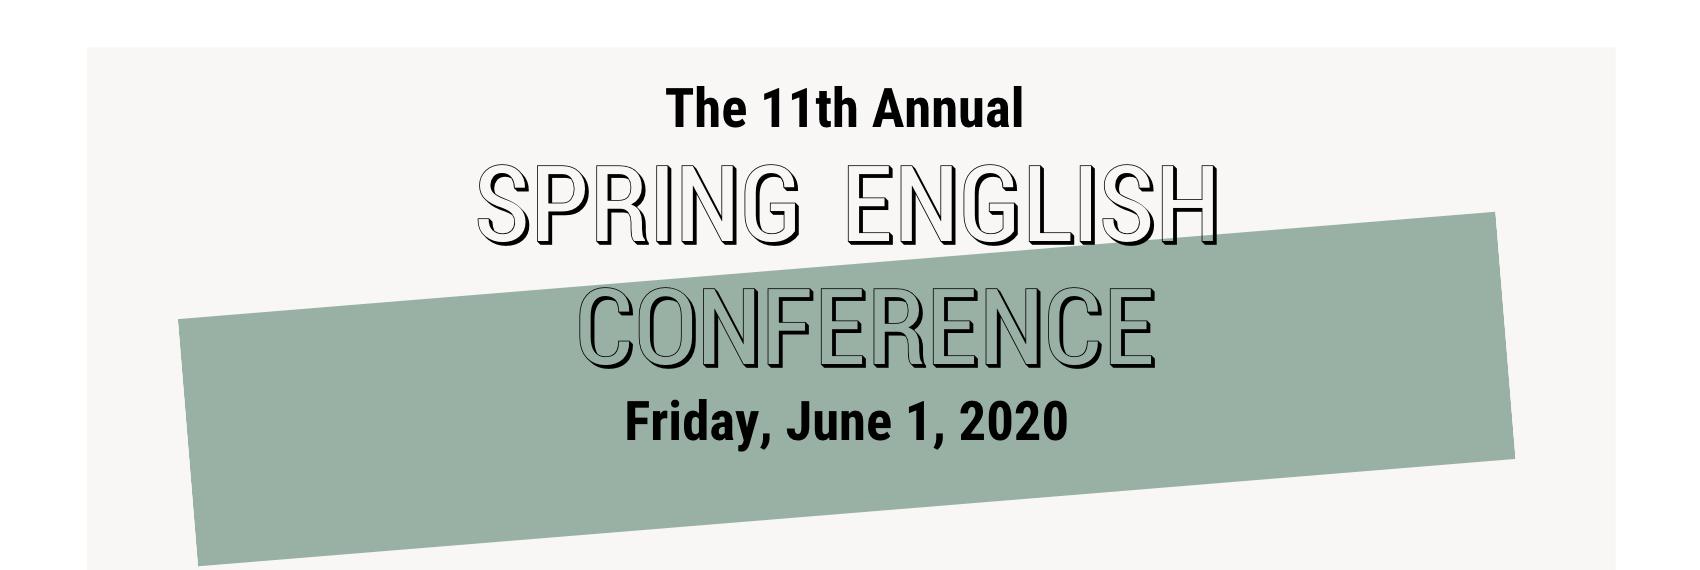 The 11th Annual
SPRING ENGLISH
CONFERENCE
Friday, June 1, 2020